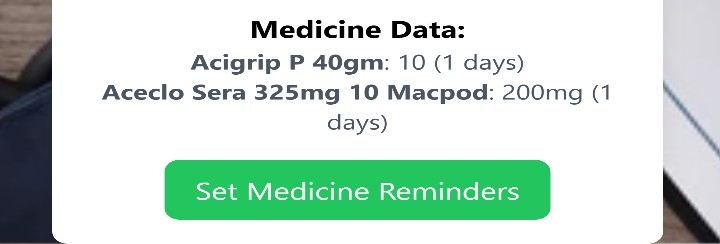 Medicine Data:
Acigrip P 40gm: 10 (1 days)
Aceclo Sera 325mg 10 Macpod: 200mg (1
days)
Set Medicine Reminders